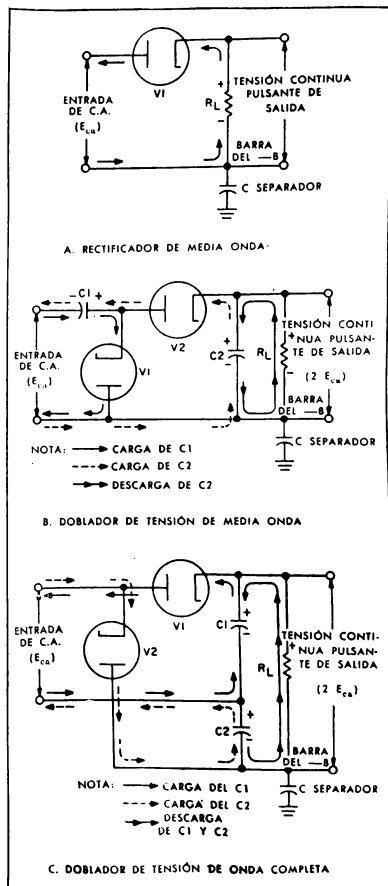 V1
ENTRADA
DE C.A.
(Eca)
+
RL
-
TENSIÓN CONTINUA
PULSANTE DE
SALIDA
BARRA
DEL —B
C SEPARADOR
A. RECTIFICADOR DE MEDIA ONDA.
- C1 +
V2
ENTRADA
DE C.A.
(Eca)
V1
+
C2
-
RL
+
-
TENSIÓN CONTI-
NUA PULSAN-
TE DE SALIDA
(2 Eca)
BARRA
DEL —B
C SEPARADOR
NOTA: CARGA DE C1
CARGA DE C2
DESCARGA DE C2
B. DOBLADOR DE TENSIÓN DE MEDIA ONDA
V1
ENTRADA
DE C.A.
(Eca)
V2
C1
+
-
C2
+
-
RL
+
-
TENSIÓN CONTI-
NUA PULSAN-
TE DE SALIDA
(2 Eca)
BARRA
DEL —B
C SEPARADOR
NOTA: CARGA DEL C1
CARGA DEL C2
DESCARGA
DE C1 Y C2
C. DOBLADOR DE TENSIÓN DE ONDA COMPLETA